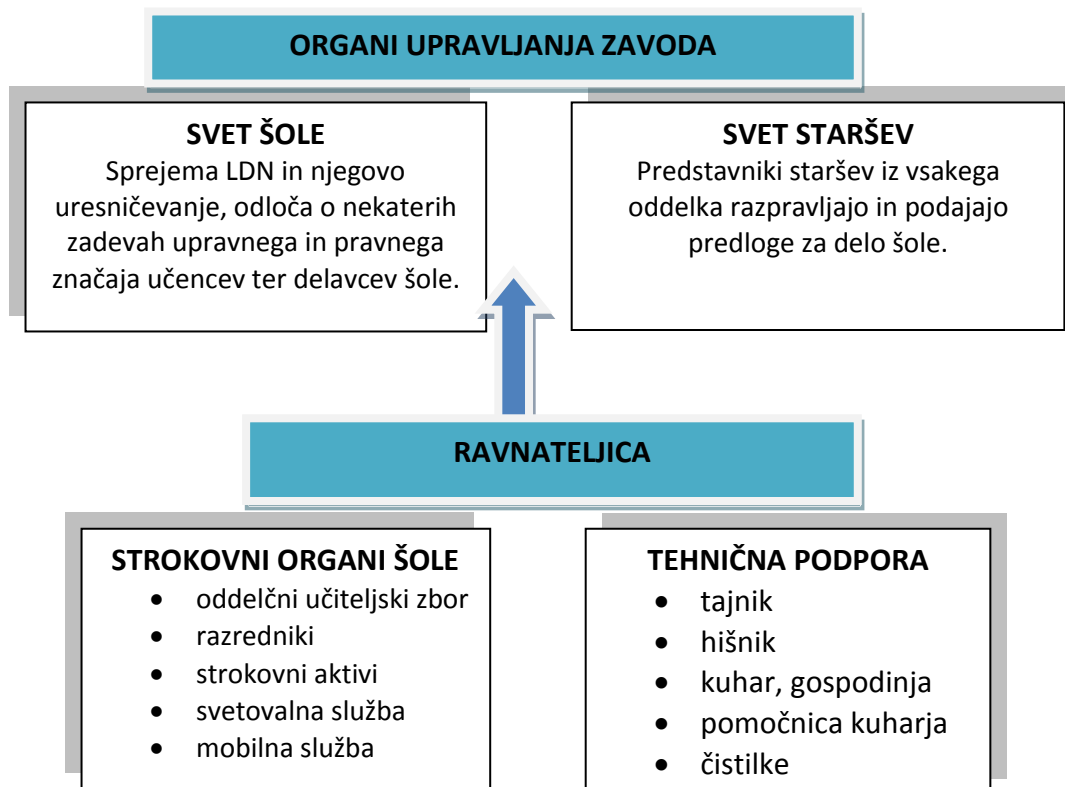 ORGANI UPRAVLJANJA ZAVODA
SVET ŠOLE
Sprejema LDN in njegovo
uresničevanje, odloča o nekaterih
zadevah upravnega in pravnega
značaja učencev ter delavcev šole.
SVET STARŠEV
Predstavniki staršev iz vsakega
oddelka razpravljajo in podajajo
predloge za delo šole.
RAVNATELJICA
STROKOVNI ORGANI ŠOLE
• oddelčni učiteljski zbor
• razredniki
• strokovni aktivi
• svetovalna služba
• mobilna služba
TEHNIČNA PODPORA
• tajnik
• hišnik
• kuhar, gospodinja
• pomočnica kuharja
• čistilke